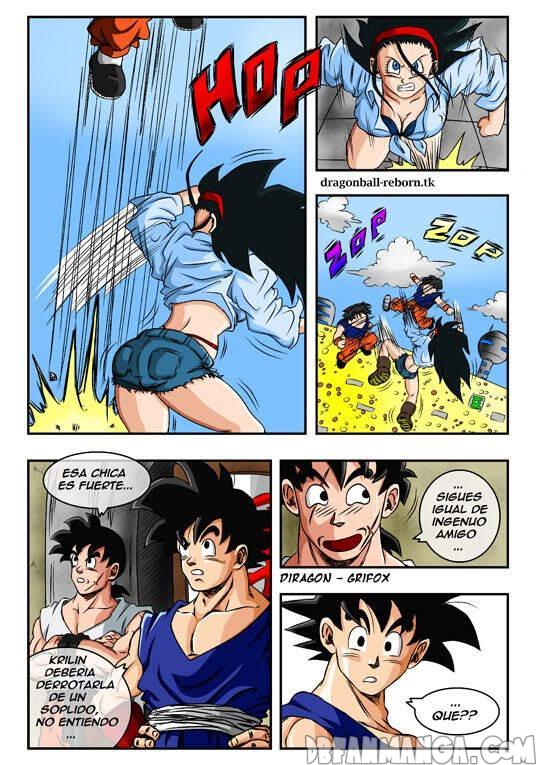 HOP
dragonball-reborn.tk
ZOP
ZOP
ESA CHICA
ES FUERTE...
KRILIN
DEBERIA
DERROTARLA
DE UN
SOPLIDO,
NO ENTIENDO
...
...
SIGUES
IGUAL DE
INGENUO
AMIGO
...
DIRAGON - GRIFOX
...
QUE??
DBFANMANGA.COM